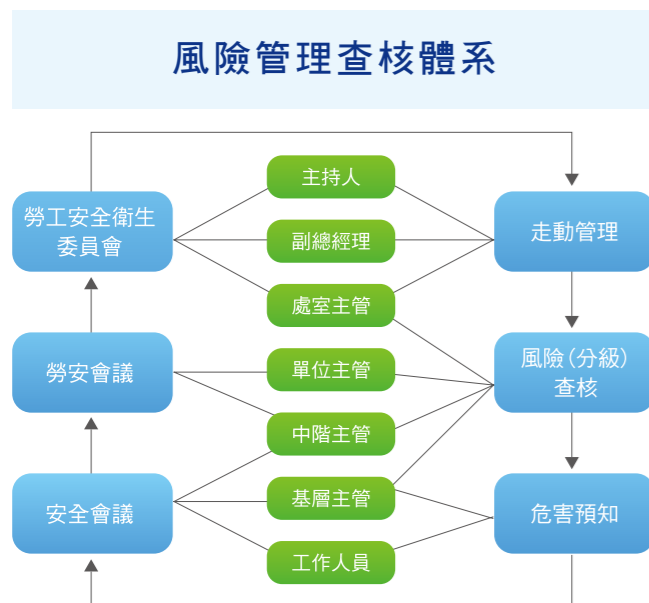 風險管理查核體系
主持人
勞工安全衛生
委員會
副總經理
走動管理
處室主管
勞安會議
單位主管
風險(分級)
查核
中階主管
安全會議
基層主管
危害預知
工作人員